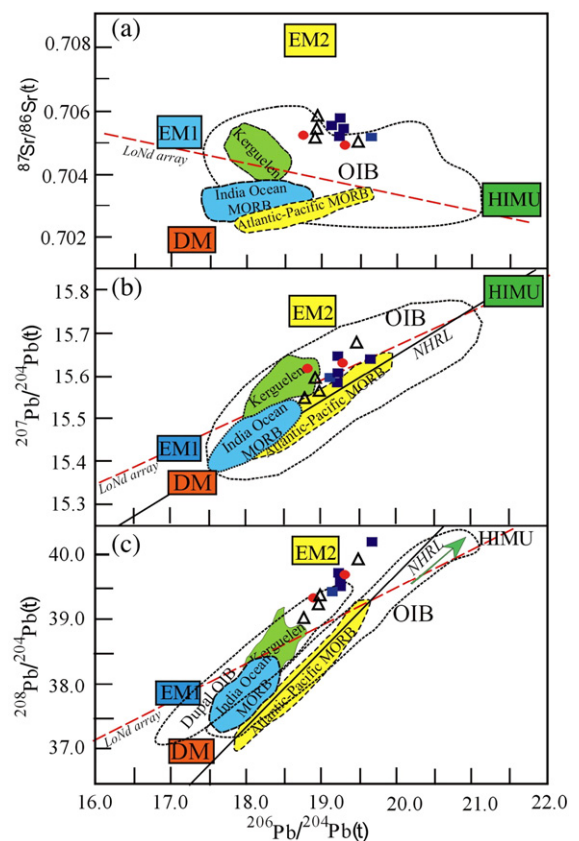 (a)
0.708
0.706
0.704
0.702
87Sr/86Sr(t)
EM2
EM1
LoNd array
Kerguelen
OIB
India Ocean
MORB
Atlantic-Pacific MORB
HIMU
DM
(b)
15.8
15.7
15.6
15.5
15.4
15.3
207Pb/204Pb(t)
EM2
OIB
HIMU
NHRL
Kerguelen
India Ocean
MORB
Atlantic-Pacific MORB
EM1
LoNd array
DM
(c)
40.0
39.0
38.0
37.0
208Pb/204Pb(t)
EM2
NHRL
HIMU
OIB
Kerguelen
Dupal OIB
India Ocean
MORB
Atlantic-Pacific MORB
EM1
LoNd array
DM
16.0 17.0 18.0 19.0 20.0 21.0 22.0
206Pb/204Pb(t)